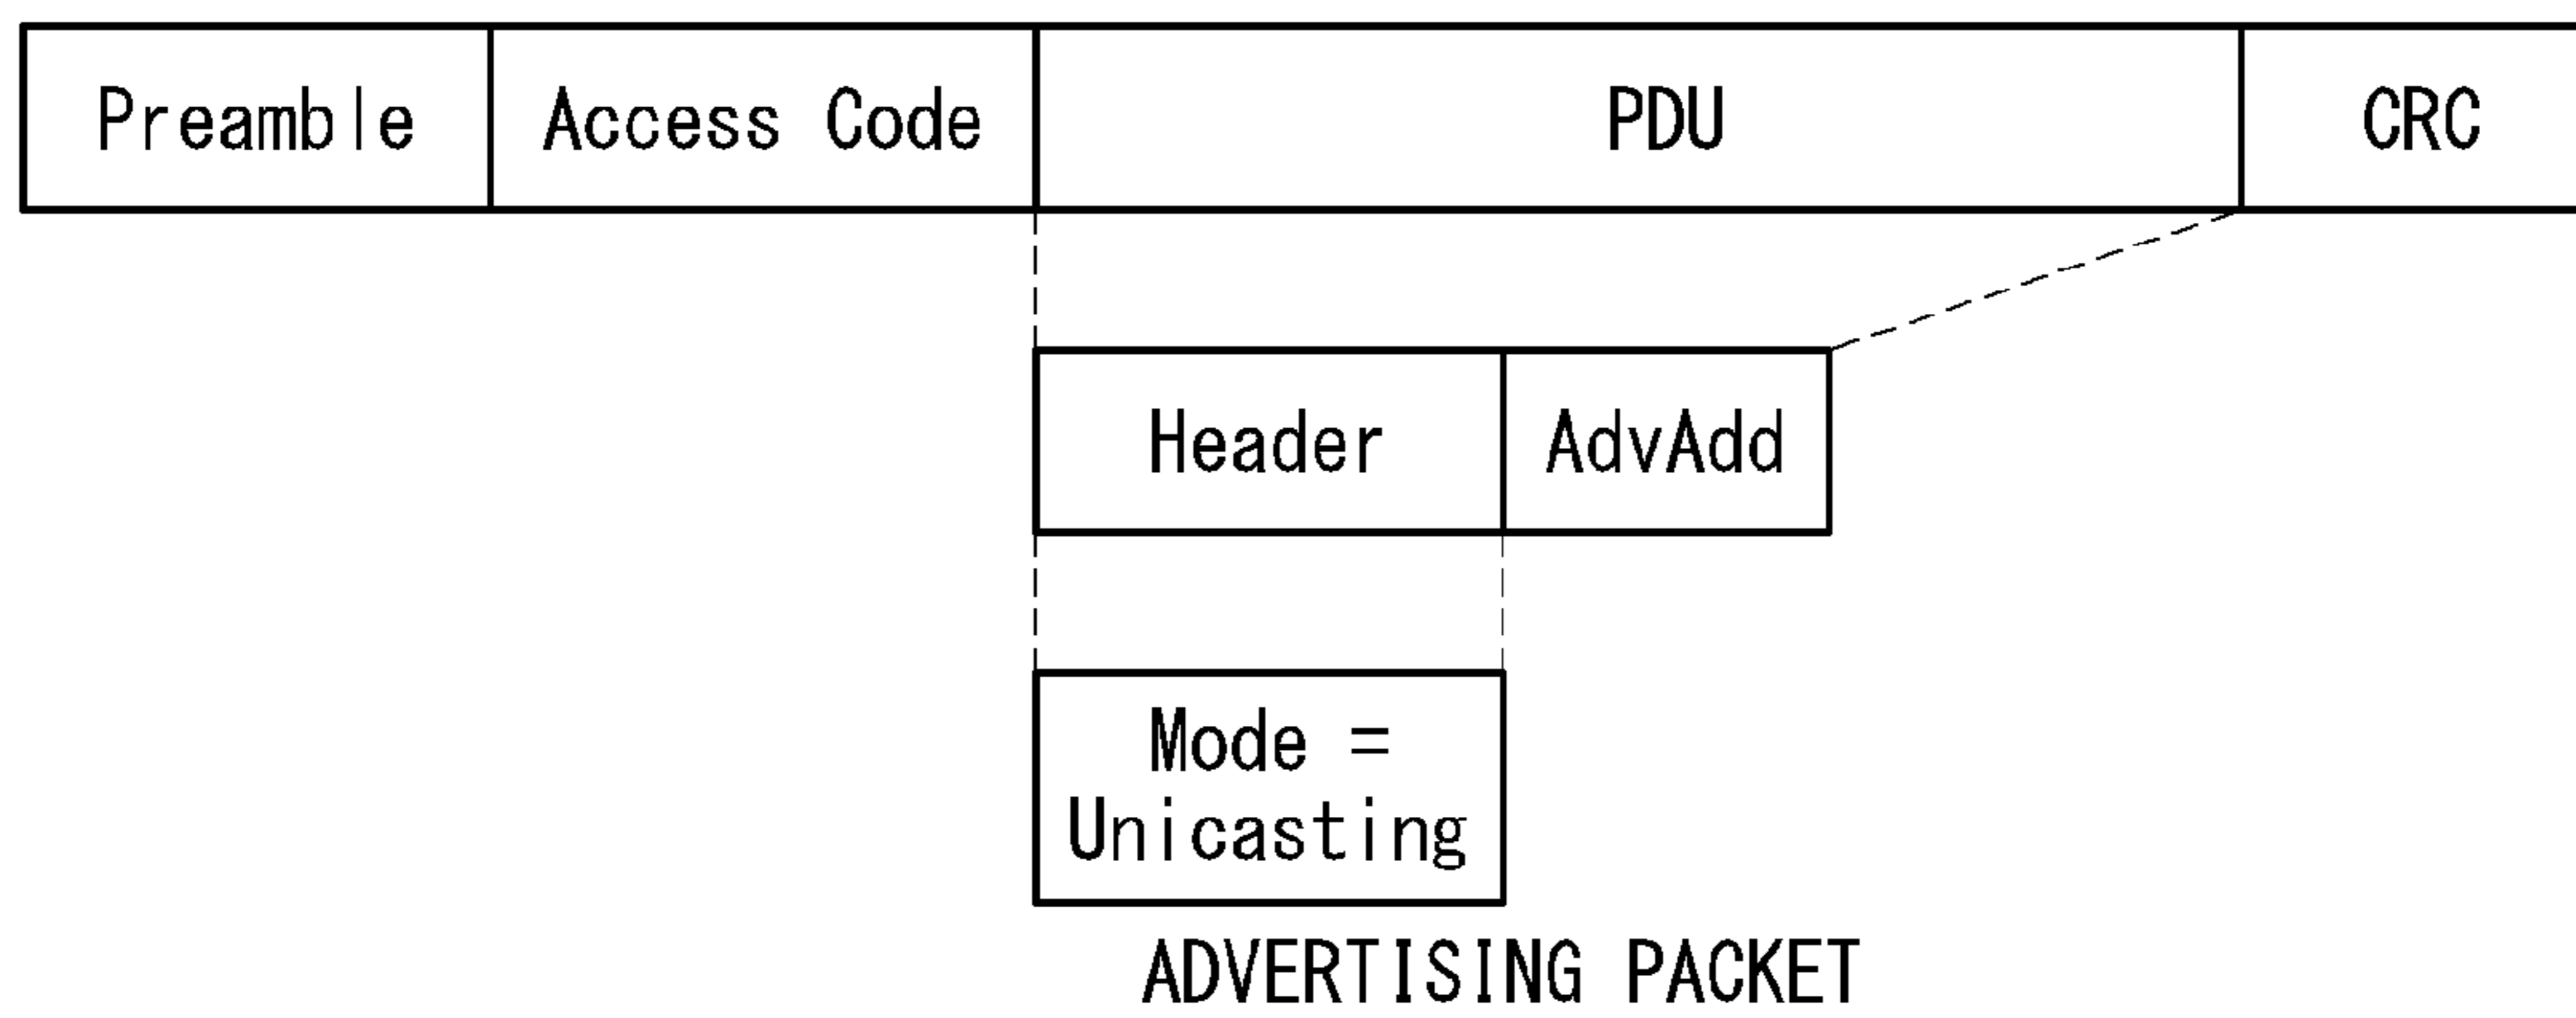 Preamble Access Code PDU CRC
Header AdvAdd
Mode =
Unicasting
ADVERTISING PACKET